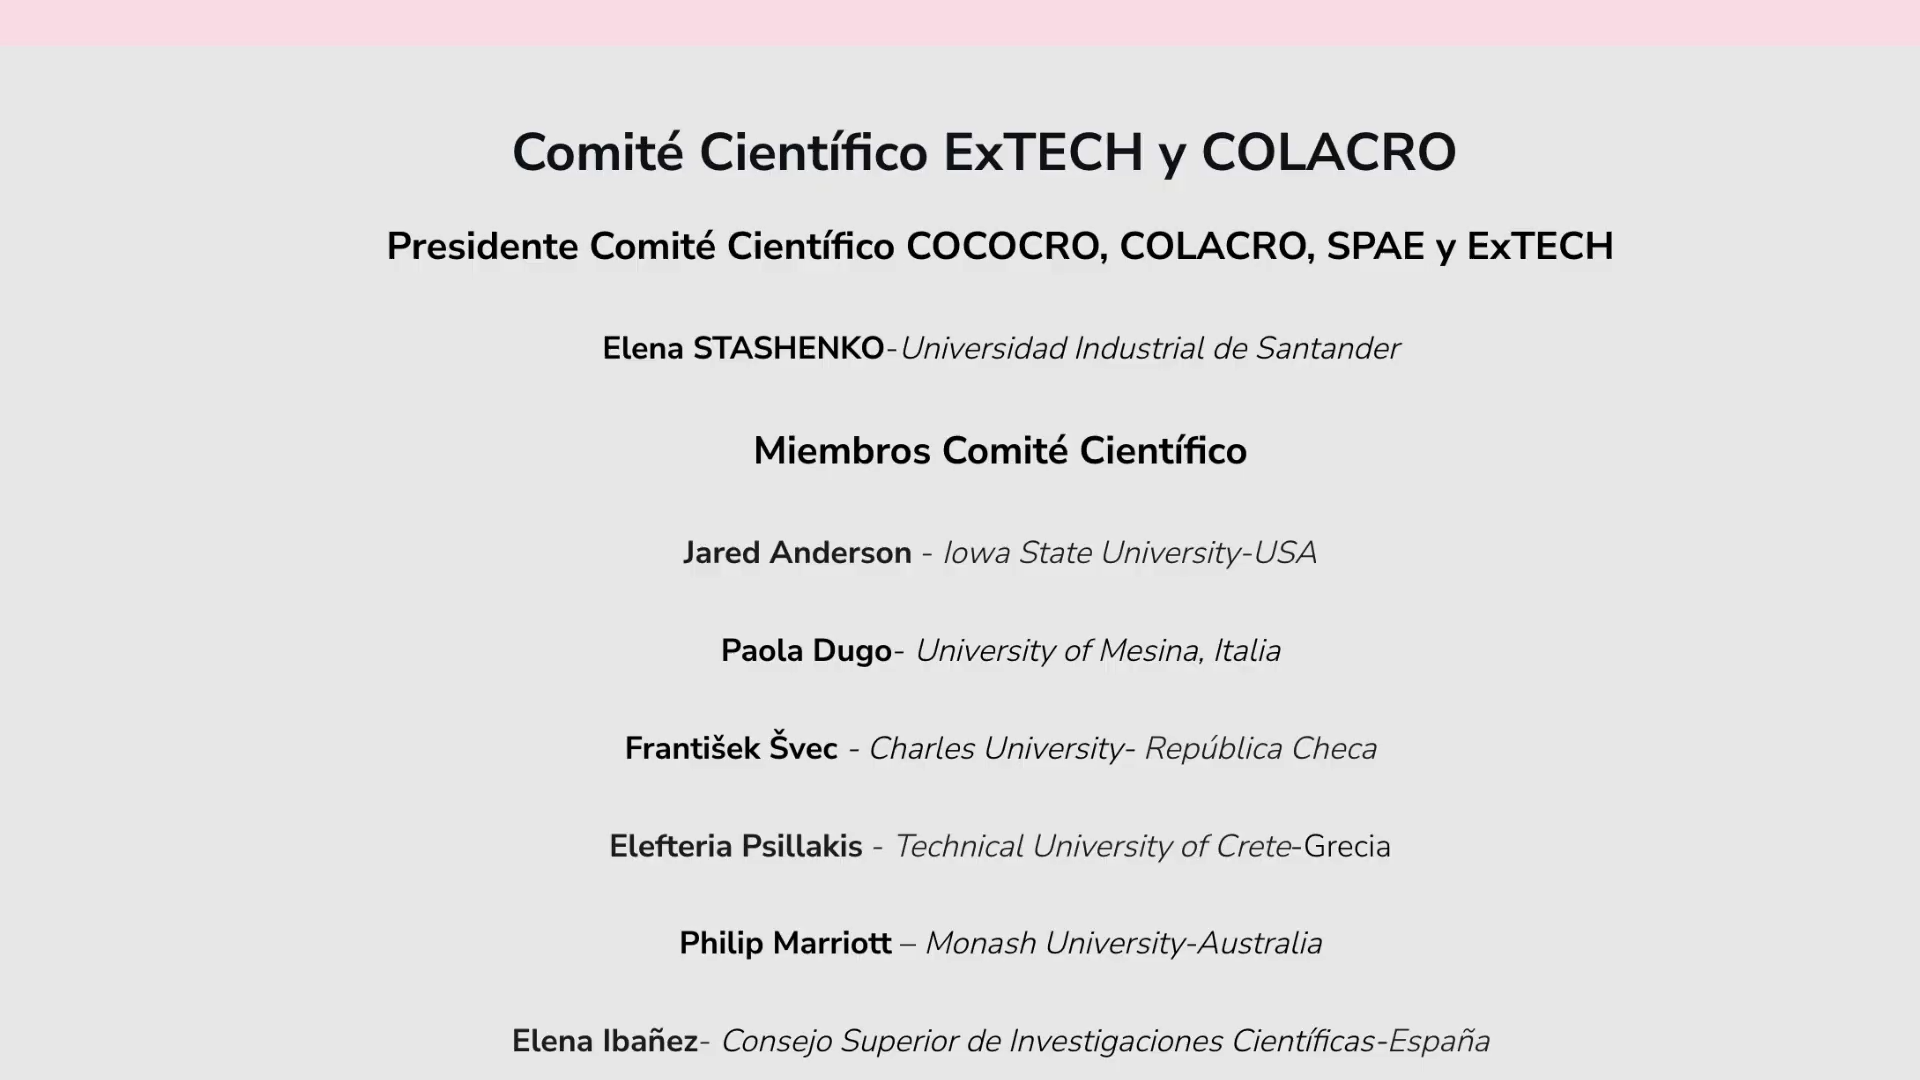 Comité Científico ExTECH y COLACRO
Presidente Comité Científico COCOCRO, COLACRO, SPAE y ExTECH
Elena STASHENKO-Universidad Industrial de Santander
Miembros Comité Científico
Jared Anderson - Iowa State University-USA
Paola Dugo- University of Mesina, Italia
František Švec - Charles University- República Checa
Elefteria Psillakis - Technical University of Crete-Grecia
Philip Marriott – Monash University-Australia
Elena Ibañez- Consejo Superior de Investigaciones Científicas-España